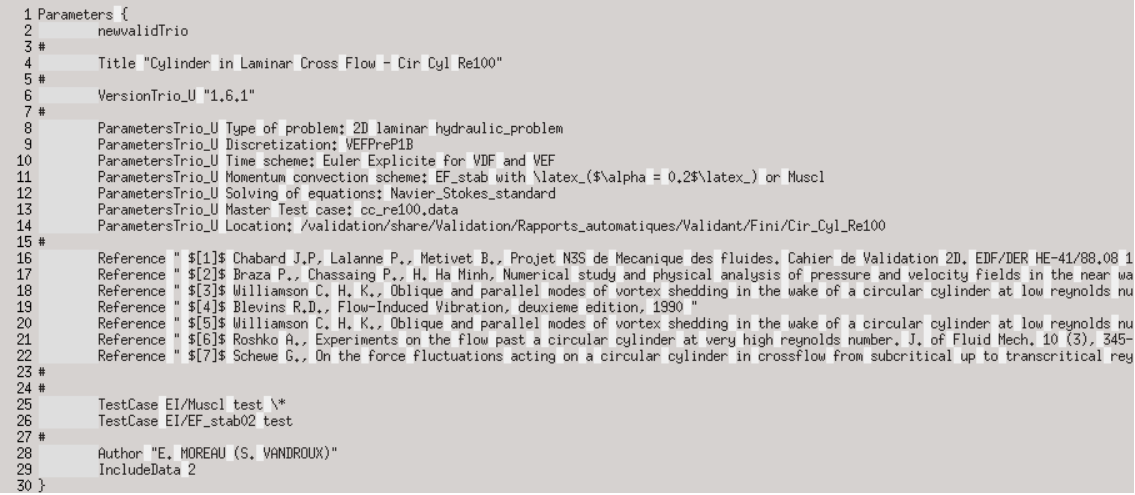 1 Parameters {
2 newvalidTrio
3 #
4 Title "Cylinder in Laminar Cross Flow - Cir Cyl Re100"
5 #
6 VersionTrio_U "1.6.1"
7 #
8 ParametersTrio_U Type of problem: 2D laminar hydraulic_problem
9 ParametersTrio_U Discretization: VEFPreP1B
10 ParametersTrio_U Time scheme: Euler Explicite for VDF and VEF
11 ParametersTrio_U Momentum convection scheme: EF_stab with \latex_($\alpha = 0.2$\latex_) or Muscl
12 ParametersTrio_U Solving of equations: Navier_Stokes_standard
13 ParametersTrio_U Master Test case: cc_re100.data
14 ParametersTrio_U Location: /validation/share/Validation/Rapports_automatiques/Validant/Fini/Cir_Cyl_Re100
15 #
16 Reference " $[1]$ Chabard J.P, Lalanne P., Metivet B., Projet N3S de Mecanique des fluides. Cahier de Validation 2D. EDF/DER HE-41/88.08 1
17 Reference " $[2]$ Braza P., Chassaing P., H. Ha Minh, Numerical study and physical analysis of pressure and velocity fields in the near wa
18 Reference " $[3]$ Williamson C. H. K., Oblique and parallel modes of vortex shedding in the wake of a circular cylinder at low reynolds nu
19 Reference " $[4]$ Blevins R.D., Flow-Induced Vibration, deuxieme edition, 1990 "
20 Reference " $[5]$ Williamson C. H. K., Oblique and parallel modes of vortex shedding in the wake of a circular cylinder at low reynolds nu
21 Reference " $[6]$ Roshko A., Experiments on the flow past a circular cylinder at very high reynolds number. J. of Fluid Mech. 10 (3), 345-
22 Reference " $[7]$ Schewe G., On the force fluctuations acting on a circular cylinder in crossflow from subcritical up to transcritical rey
23 #
24 #
25 TestCase EI/Muscl test \*
26 TestCase EI/EF_stab02 test
27 #
28 Author "E. MOREAU (S. VANDROUX)"
29 IncludeData 2
30 }